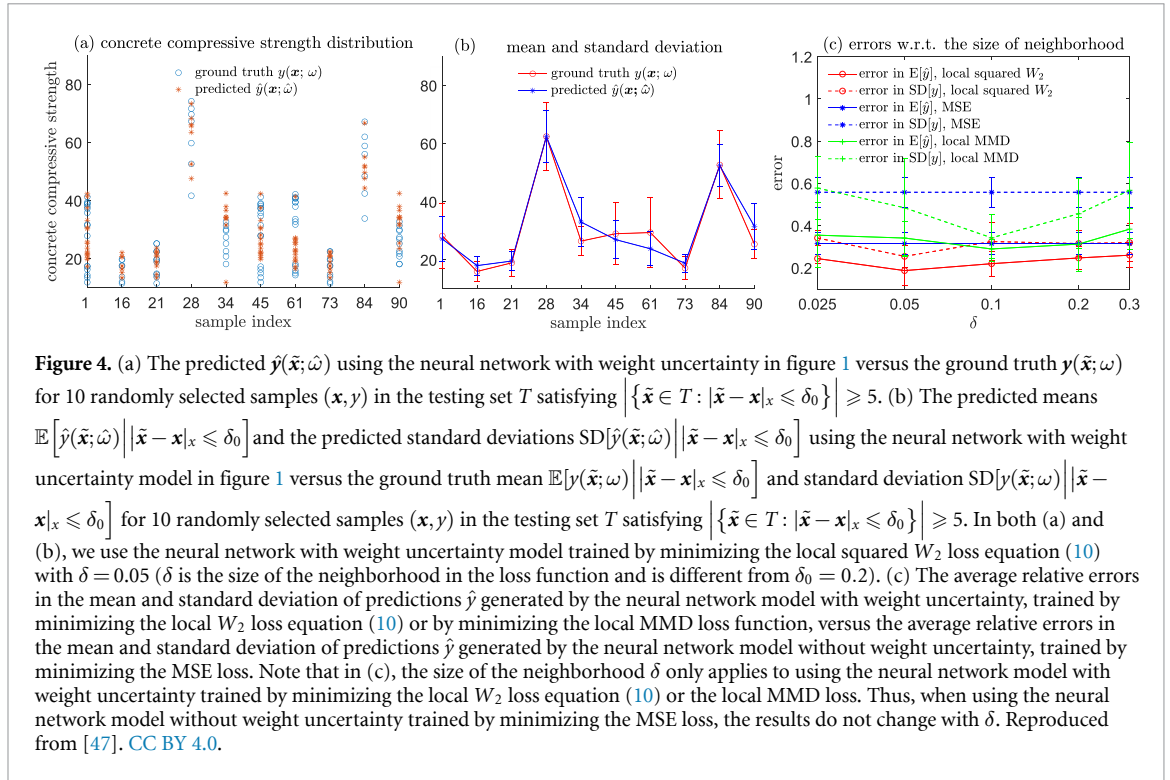 (a) concrete compressive strength distribution
ground truth y(x; ω)
predicted ŷ(x; ω̂)
concrete compressive strength
80
60
40
20
1 16 21 28 34 45 61 73 84 90
sample index
(b) mean and standard deviation
ground truth y(x; ω)
predicted ŷ(x; ω̂)
80
60
40
20
1 16 21 28 34 45 61 73 84 90
sample index
(c) errors w.r.t. the size of neighborhood
error in E[ŷ], local squared W₂
error in SD[y], local squared W₂
error in E[ŷ], MSE
error in SD[y], MSE
error in E[ŷ], local MMD
error in SD[y], local MMD
error
1.2
1
0.8
0.6
0.4
0.2
0.025 0.05 0.1 0.2 0.3
δ
Figure 4. (a) The predicted ŷ(x̃; ω̂) using the neural network with weight uncertainty in figure 1 versus the ground truth y(x̃; ω)
for 10 randomly selected samples (x, y) in the testing set T satisfying |{x̃ ∈ T : |x̃ − x|ₓ ⩽ δ₀}| ⩾ 5. (b) The predicted means
𝔼[ŷ(x̃; ω̂)||x̃ − x|ₓ ⩽ δ₀] and the predicted standard deviations SD[ŷ(x̃; ω̂)||x̃ − x|ₓ ⩽ δ₀] using the neural network with weight
uncertainty model in figure 1 versus the ground truth mean 𝔼[y(x̃; ω)||x̃ − x|ₓ ⩽ δ₀] and standard deviation SD[y(x̃; ω)||x̃ −
x|ₓ ⩽ δ₀] for 10 randomly selected samples (x, y) in the testing set T satisfying |{x̃ ∈ T : |x̃ − x|ₓ ⩽ δ₀}| ⩾ 5. In both (a) and
(b), we use the neural network with weight uncertainty model trained by minimizing the local squared W₂ loss equation (10)
with δ = 0.05 (δ is the size of the neighborhood in the loss function and is different from δ₀ = 0.2). (c) The average relative errors
in the mean and standard deviation of predictions ŷ generated by the neural network model with weight uncertainty, trained by
minimizing the local W₂ loss equation (10) or by minimizing the local MMD loss function, versus the average relative errors in
the mean and standard deviation of predictions ŷ generated by the neural network model without weight uncertainty, trained by
minimizing the MSE loss. Note that in (c), the size of the neighborhood δ only applies to using the neural network model with
weight uncertainty trained by minimizing the local W₂ loss equation (10) or the local MMD loss. Thus, when using the neural
network model without weight uncertainty trained by minimizing the MSE loss, the results do not change with δ. Reproduced
from [47]. CC BY 4.0.